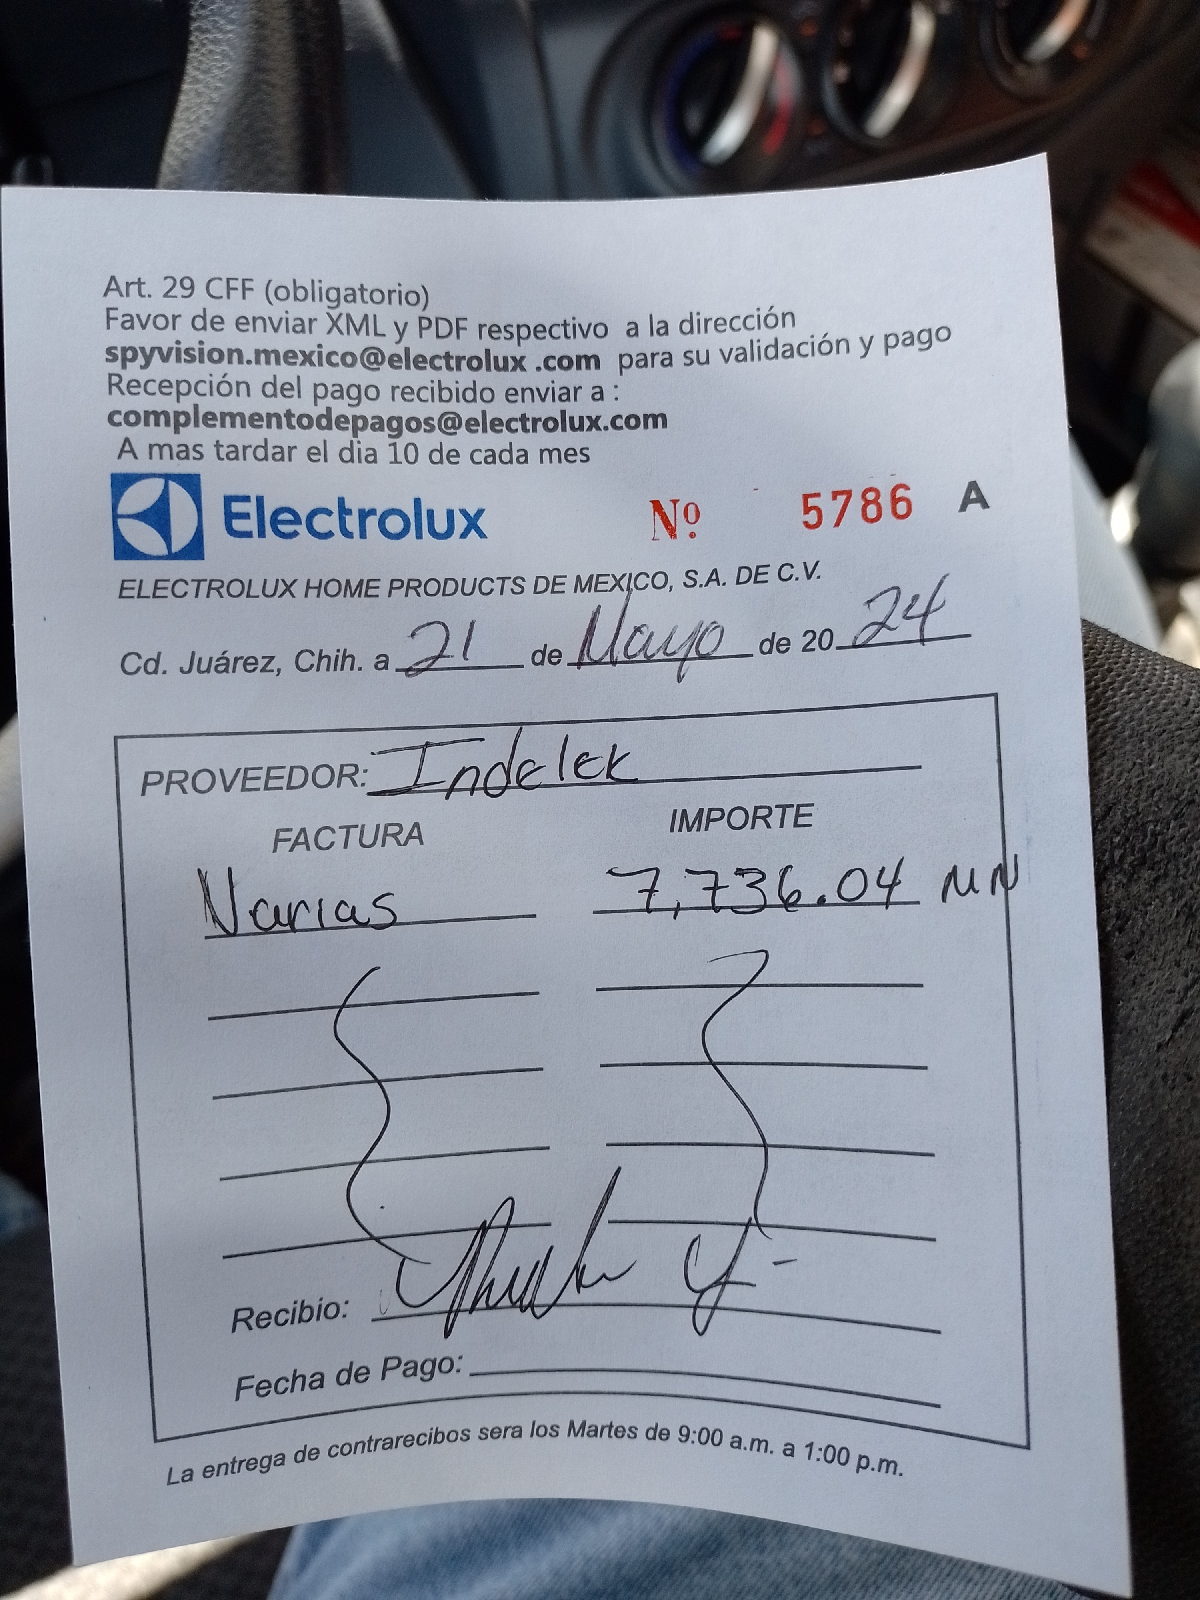 Art. 29 CFF (obligatorio)
Favor de enviar XML y PDF respectivo a la dirección
spyvision.mexico@electrolux .com para su validación y pago
Recepción del pago recibido enviar a :
complementodepagos@electrolux.com
A mas tardar el dia 10 de cada mes
Electrolux Nº 5786 A
ELECTROLUX HOME PRODUCTS DE MEXICO, S.A. DE C.V.
Cd. Juárez, Chih. a 21 de Mayo de 20 24
PROVEEDOR: Indelek
FACTURA IMPORTE
Varias 7,736.04 MN
Recibio:
Fecha de Pago:
La entrega de contrarecibos sera los Martes de 9:00 a.m. a 1:00 p.m.